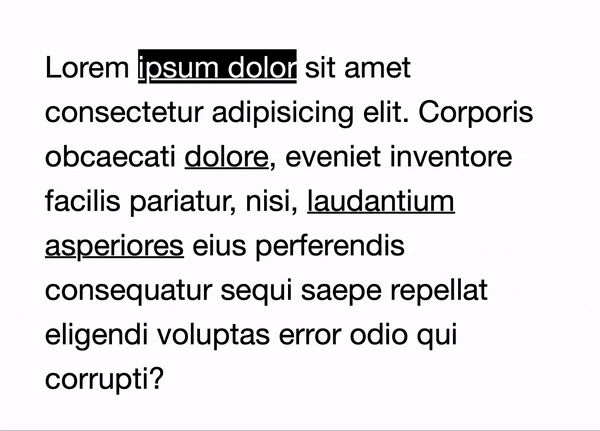 Lorem ipsum dolor sit amet
consectetur adipisicing elit. Corporis
obcaecati dolore, eveniet inventore
facilis pariatur, nisi, laudantium
asperiores eius perferendis
consequatur sequi saepe repellat
eligendi voluptas error odio qui
corrupti?